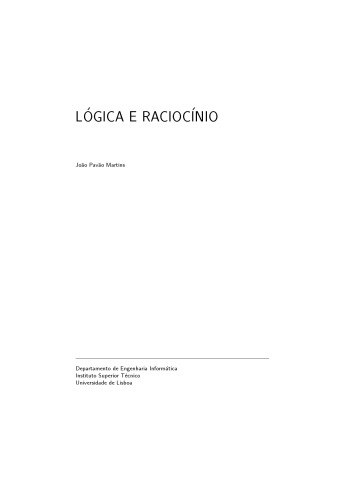 LÓGICA E RACIOCÍNIO
João Pavão Martins
Departamento de Engenharia Informática
Instituto Superior Técnico
Universidade de Lisboa